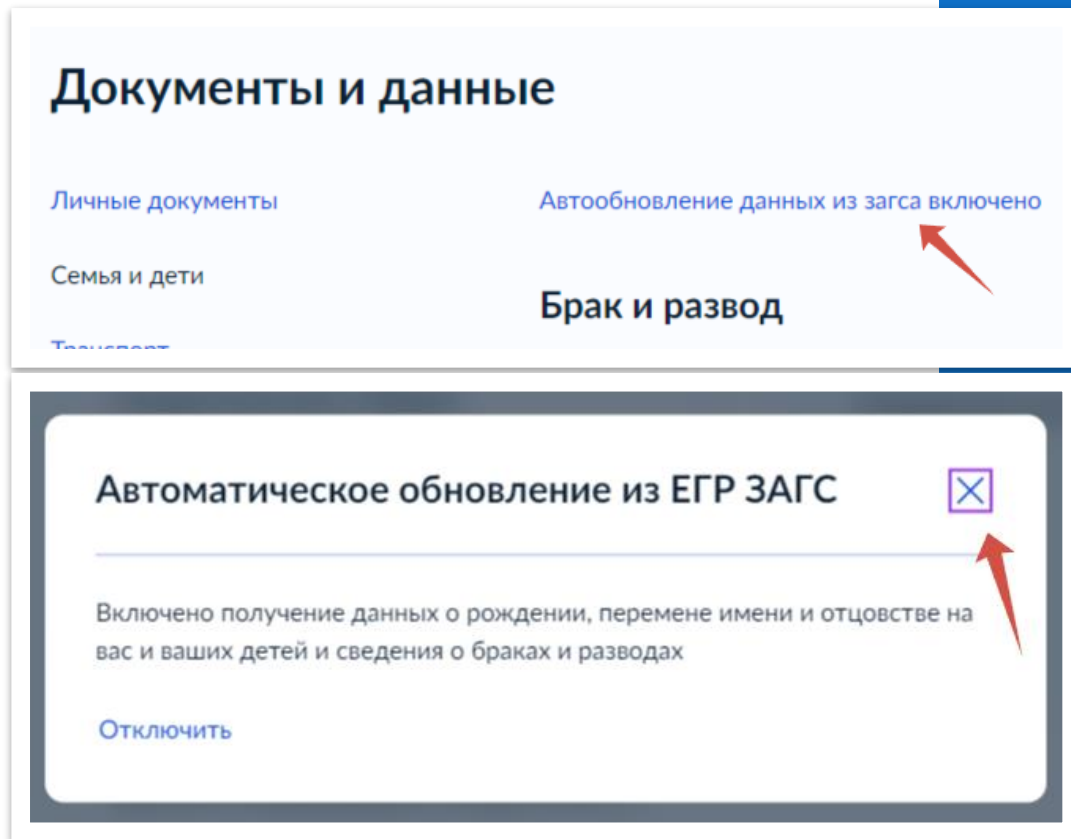 Документы и данные
Личные документы
Автообновление данных из загса включено
Семья и дети
Брак и развод
Транспорт
Автоматическое обновление из ЕГР ЗАГС
Включено получение данных о рождении, перемене имени и отцовстве на
вас и ваших детей и сведения о браках и разводах
Отключить